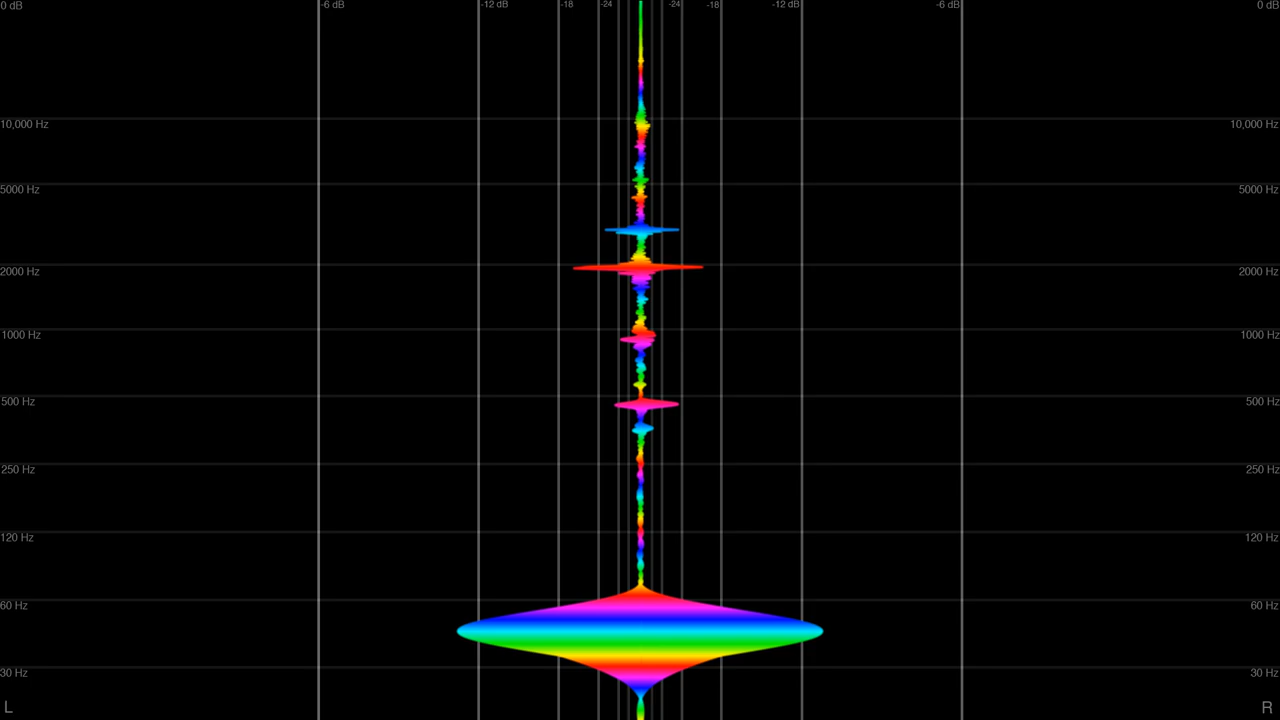 0 dB -6 dB -12 dB -18 -24 -24 -18 -12 dB -6 dB 0 dB
10,000 Hz 10,000 Hz
5000 Hz 5000 Hz
2000 Hz 2000 Hz
1000 Hz 1000 Hz
500 Hz 500 Hz
250 Hz 250 Hz
120 Hz 120 Hz
60 Hz 60 Hz
30 Hz 30 Hz
L R